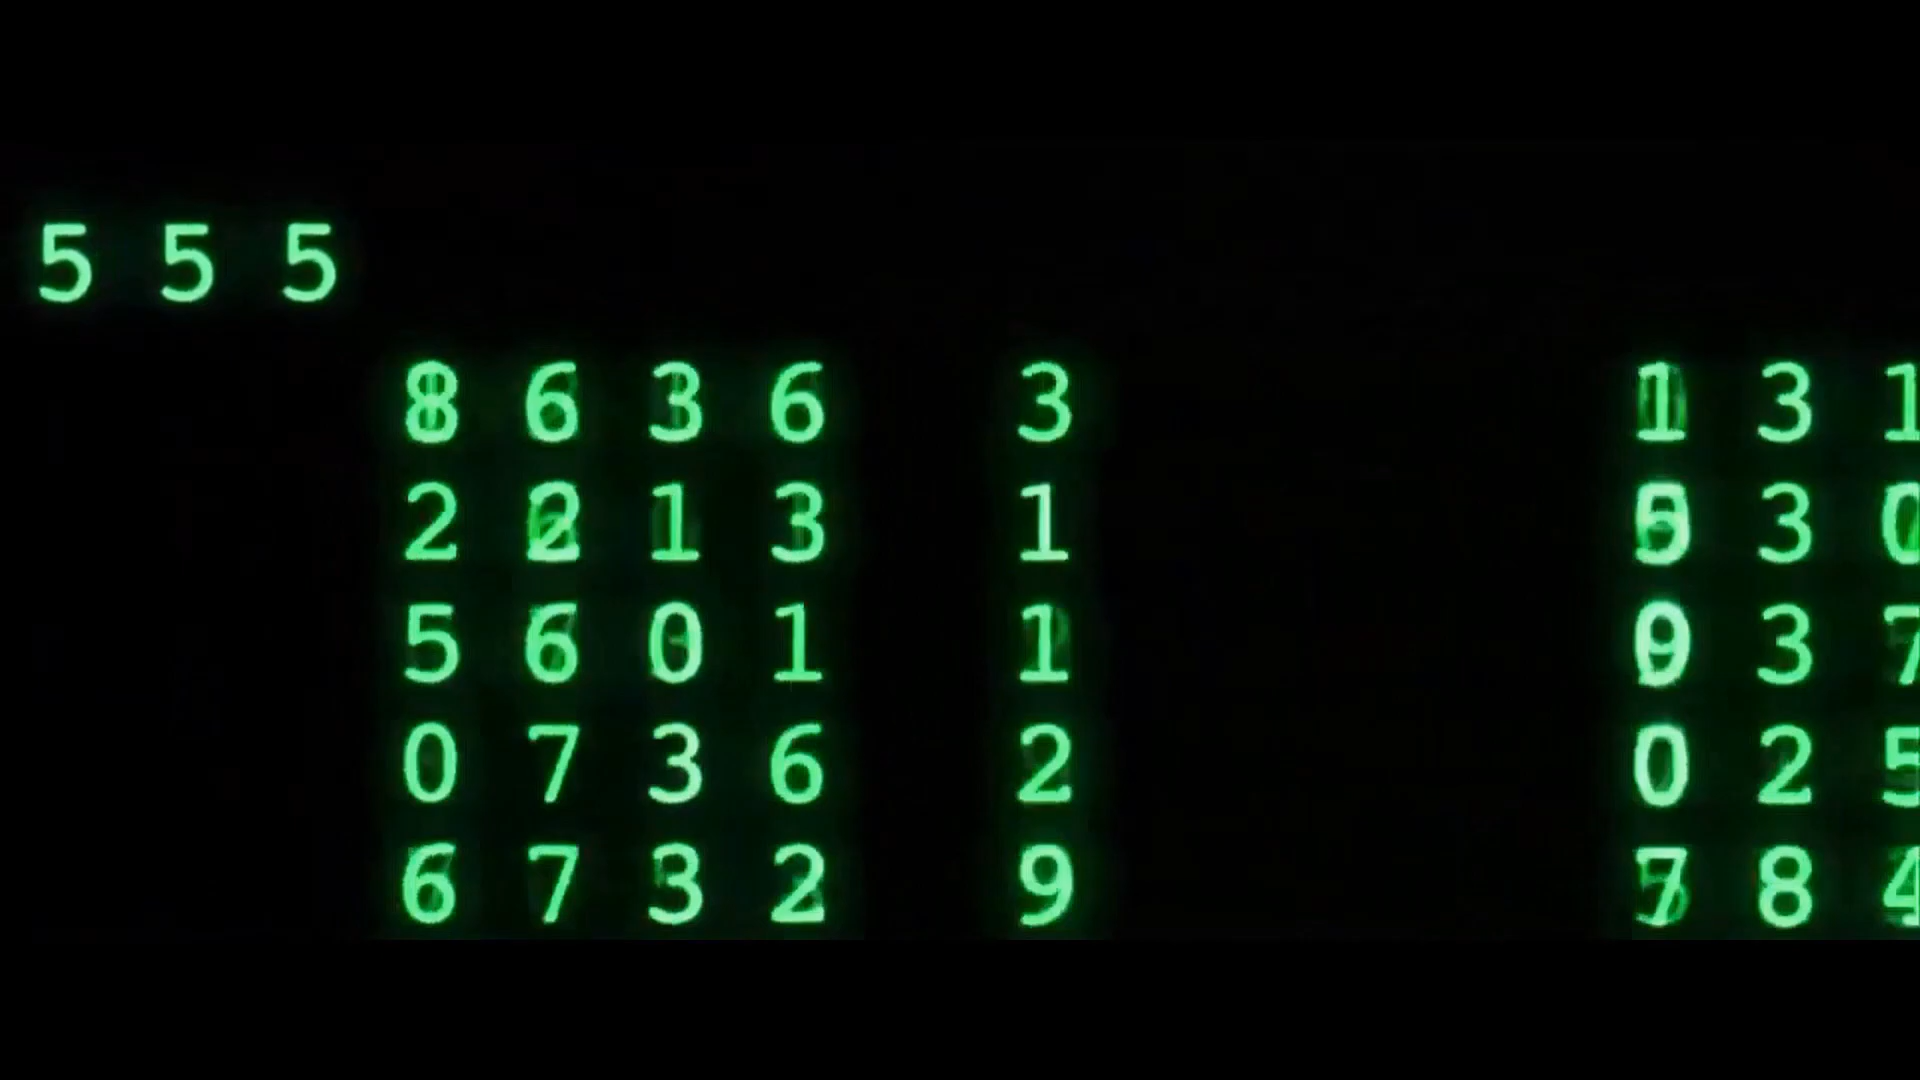 5 5 5
8 6 3 6 3 1 3 1
2 2 1 3 1 3 0
5 6 0 1 1 3 7
0 7 3 6 2 0 2 5
6 7 3 2 9 7 8 4